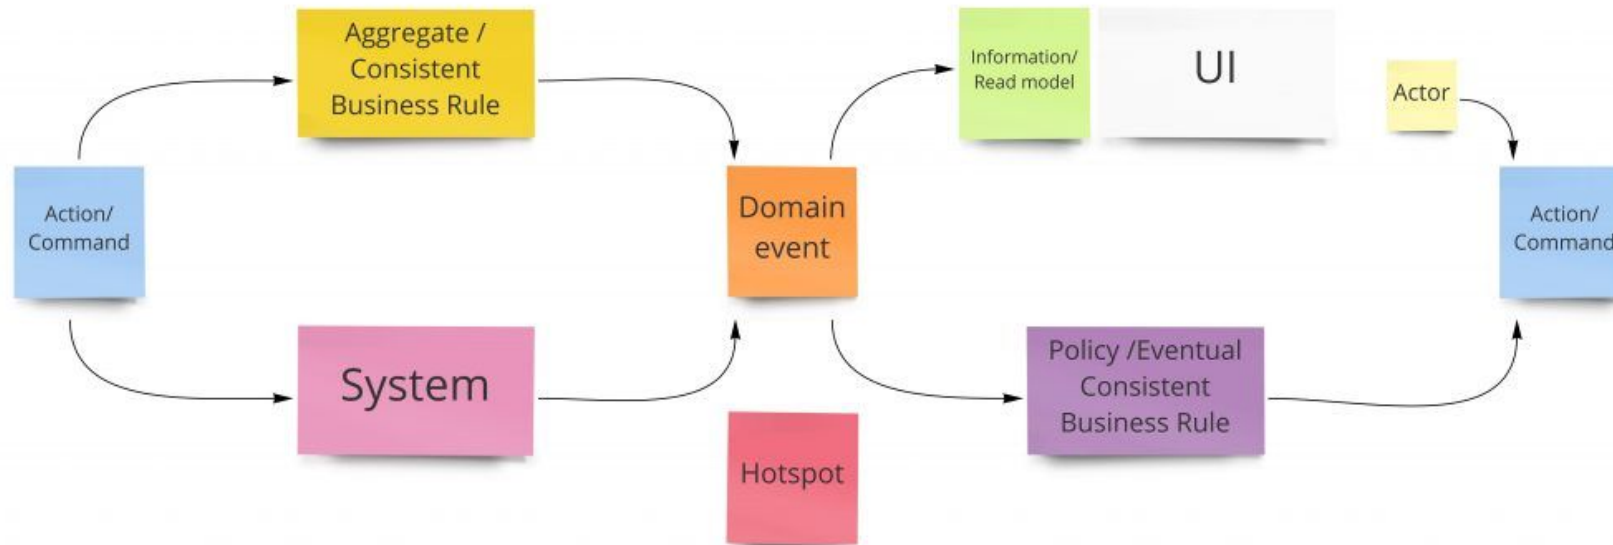 Aggregate /
Consistent
Business Rule
Information/
Read model
UI
Actor
Action/
Command
Domain
event
Action/
Command
System
Policy /Eventual
Consistent
Business Rule
Hotspot